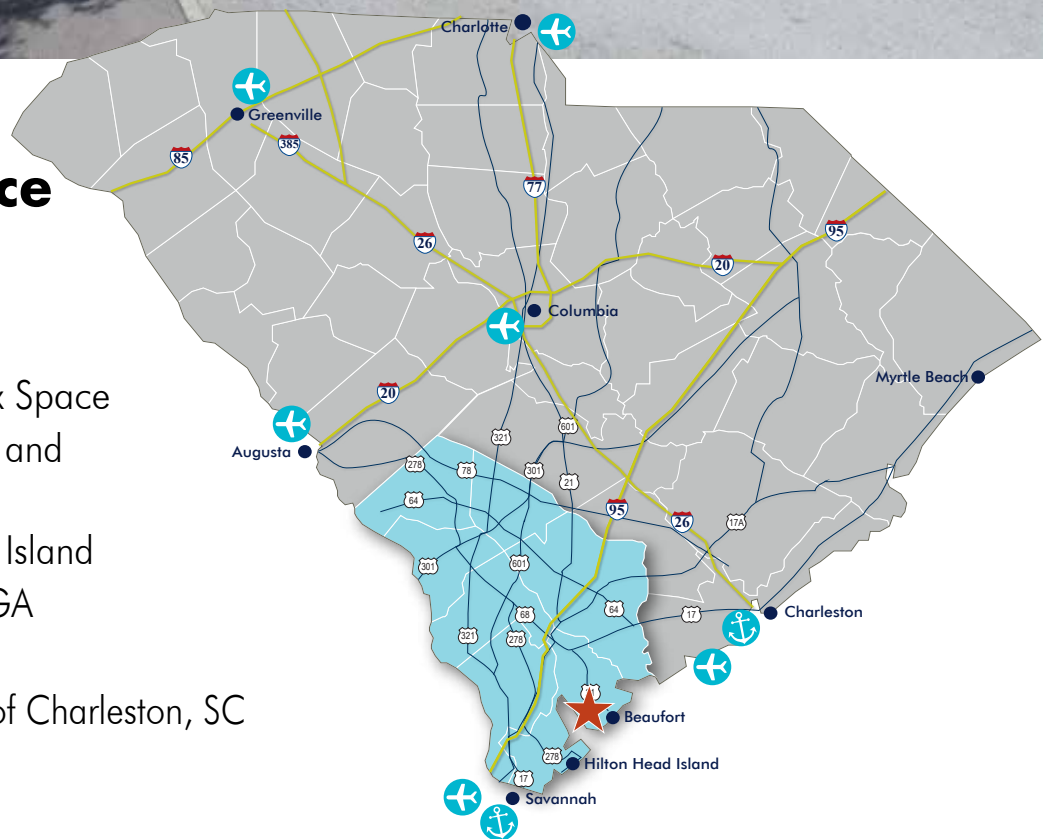 Charlotte
Greenville
85
385
ce
77
26
95
20
Columbia
x Space
Myrtle Beach
20
and
Augusta
321
601
278
78
301
21
64
95
26
17A
Island
301
601
GA
64
68
17
Charleston
321
278
of Charleston, SC
Beaufort
278
Hilton Head Island
17
Savannah